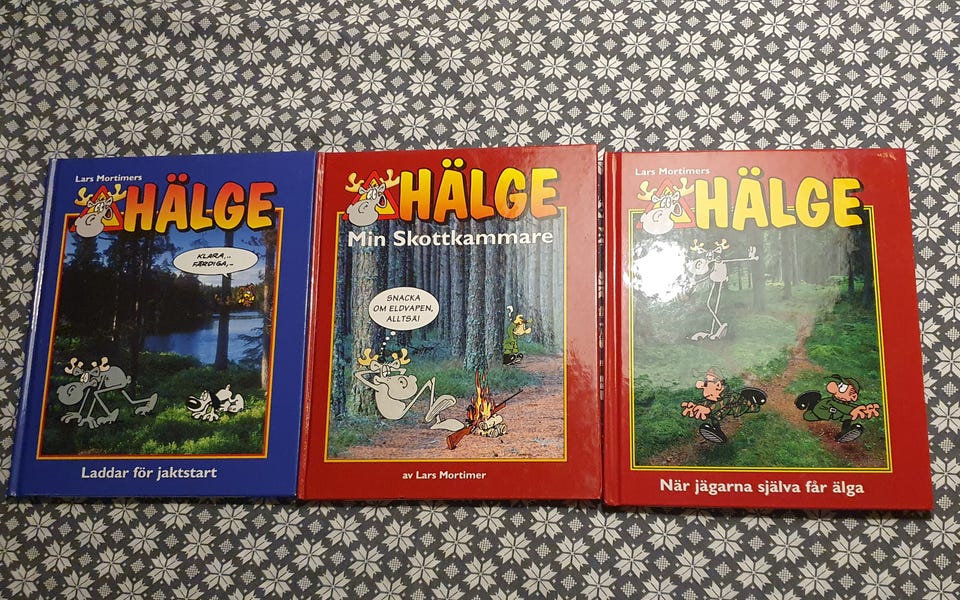 Lars Mortimers
HÄLGE
KLARA,..
FÄRDIGA,..
Laddar för jaktstart
HÄLGE
Min Skottkammare
SNACKA
OM ELDVAPEN,
ALLTSÅ!
av Lars Mortimer
Lars Mortimers
HÄLGE
När jägarna själva får älga